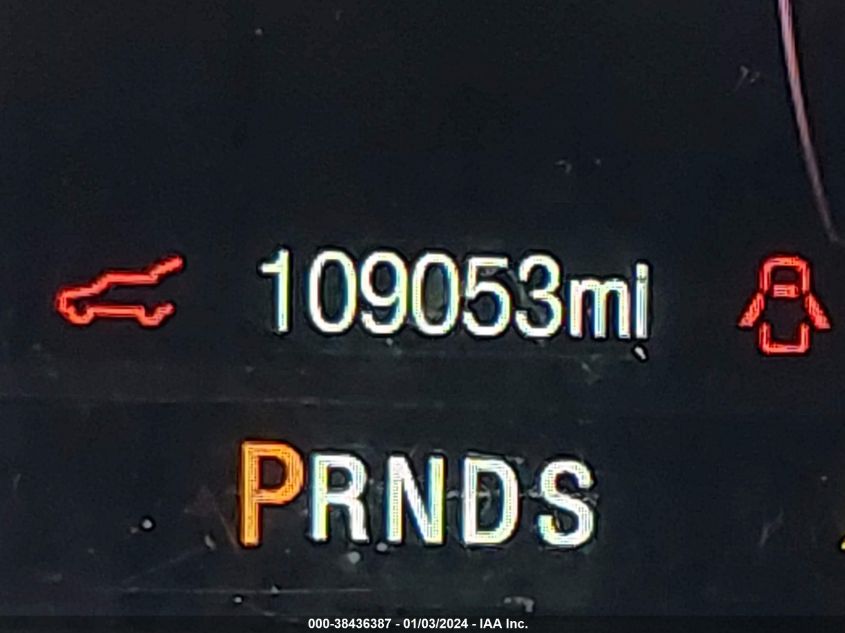 109053mi
PRNDS
000-38436387 - 01/03/2024 - IAA Inc.